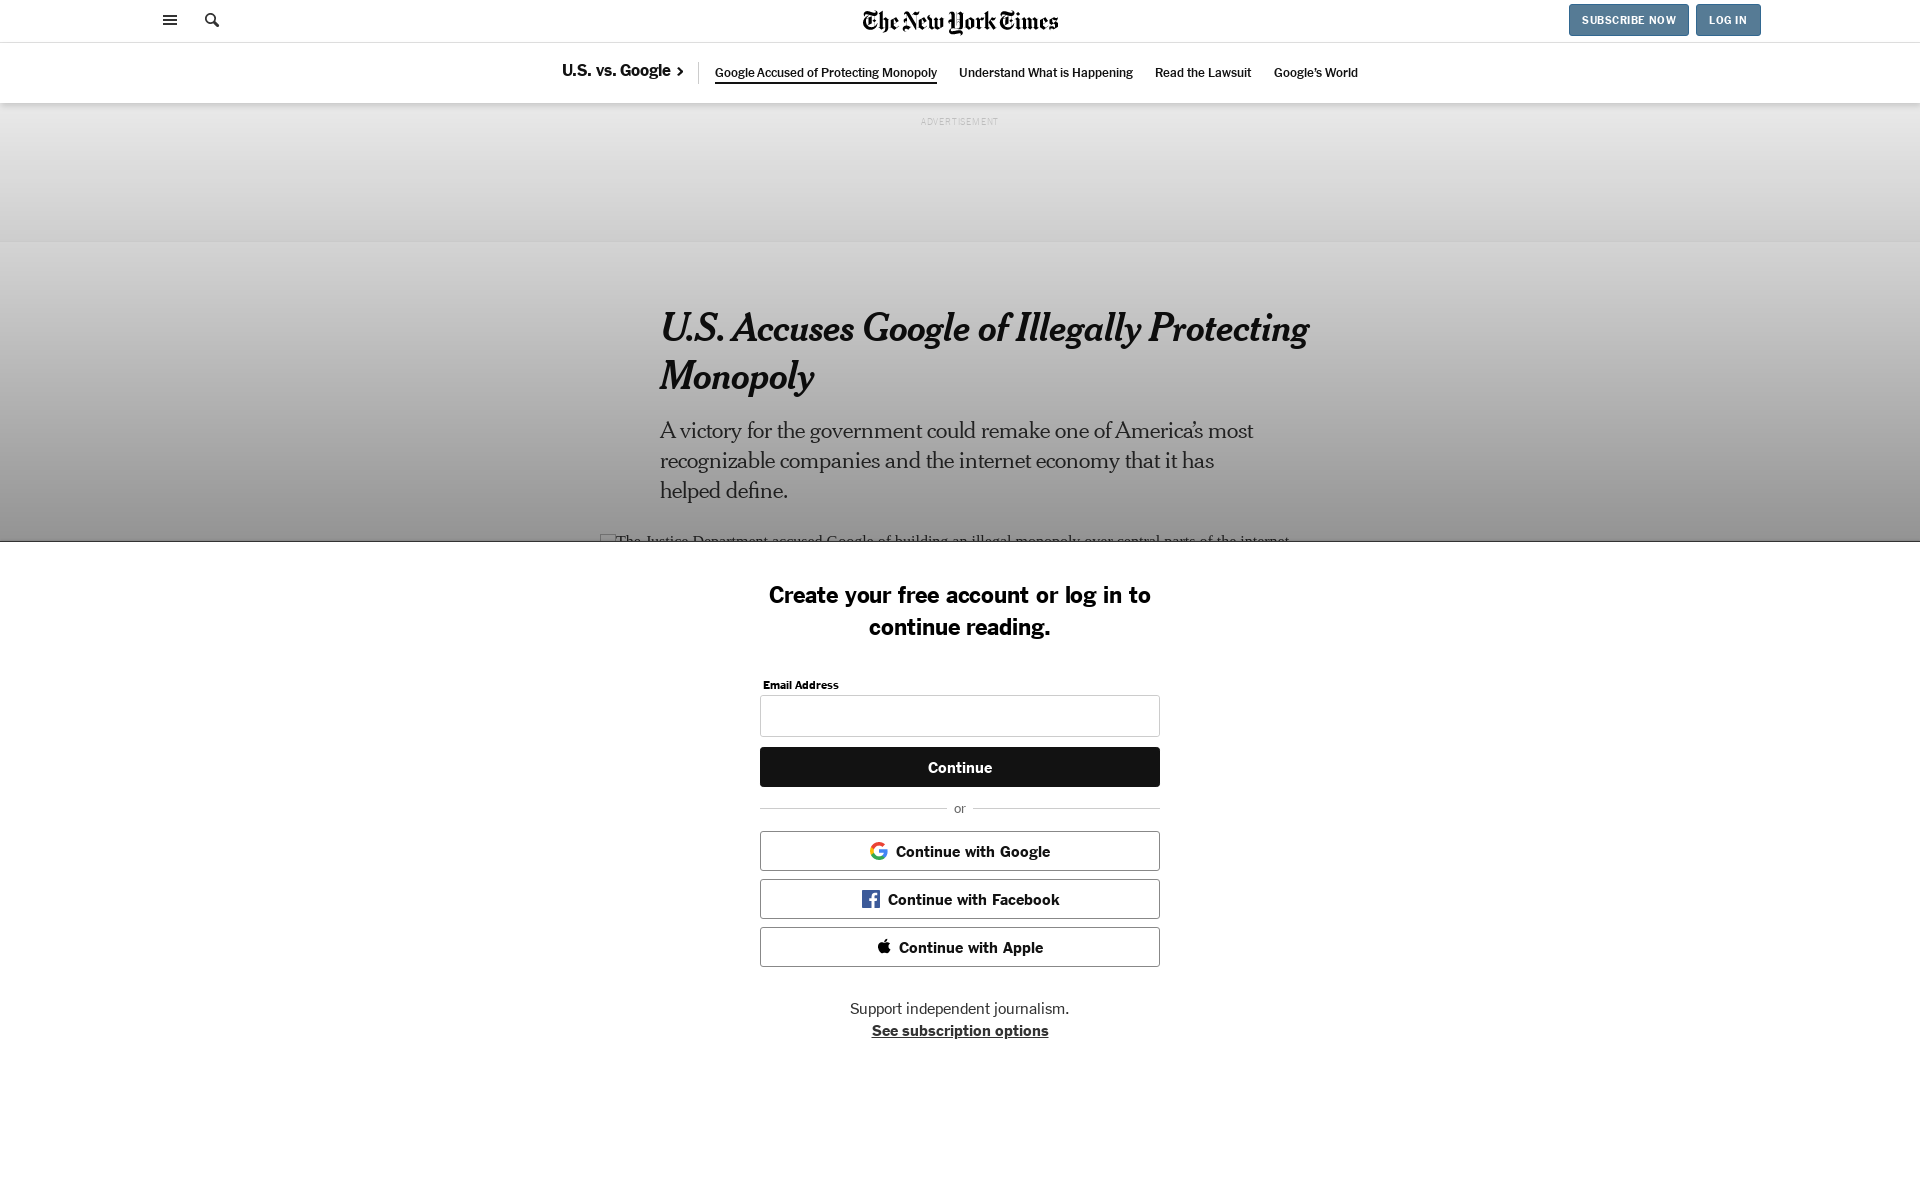 The New York Times
SUBSCRIBE NOW
LOG IN
U.S. vs. Google
Google Accused of Protecting Monopoly
Understand What is Happening
Read the Lawsuit
Google’s World
ADVERTISEMENT
U.S. Accuses Google of Illegally Protecting
Monopoly
A victory for the government could remake one of America’s most
recognizable companies and the internet economy that it has
helped define.
The Justice Department accused Google of building an illegal monopoly over central parts of the internet
Create your free account or log in to
continue reading.
Email Address
Continue
or
Continue with Google
Continue with Facebook
Continue with Apple
Support independent journalism.
See subscription options